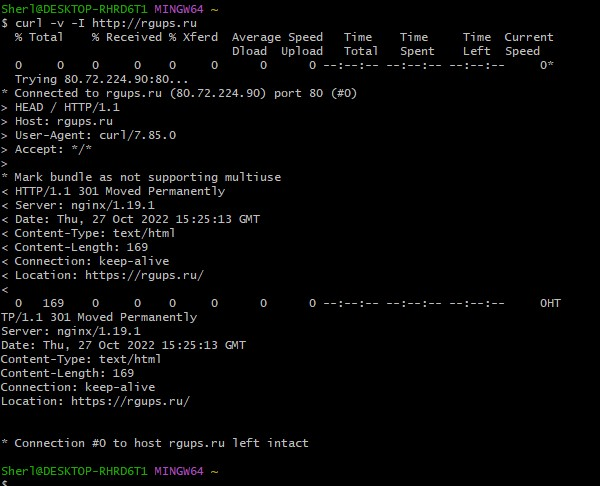 Sherl@DESKTOP-RHRD6T1 MINGW64 ~
$ curl -v -I http://rgups.ru
  % Total    % Received % Xferd  Average Speed   Time    Time     Time  Current
                                 Dload  Upload   Total   Spent    Left  Speed
  0     0    0     0    0     0      0      0 --:--:-- --:--:-- --:--:--     0*
  Trying 80.72.224.90:80...
* Connected to rgups.ru (80.72.224.90) port 80 (#0)
> HEAD / HTTP/1.1
> Host: rgups.ru
> User-Agent: curl/7.85.0
> Accept: */*
>
* Mark bundle as not supporting multiuse
< HTTP/1.1 301 Moved Permanently
< Server: nginx/1.19.1
< Date: Thu, 27 Oct 2022 15:25:13 GMT
< Content-Type: text/html
< Content-Length: 169
< Connection: keep-alive
< Location: https://rgups.ru/
<
  0   169    0     0    0     0      0      0 --:--:-- --:--:-- --:--:--     0HT
TP/1.1 301 Moved Permanently
Server: nginx/1.19.1
Date: Thu, 27 Oct 2022 15:25:13 GMT
Content-Type: text/html
Content-Length: 169
Connection: keep-alive
Location: https://rgups.ru/


* Connection #0 to host rgups.ru left intact

Sherl@DESKTOP-RHRD6T1 MINGW64 ~
$